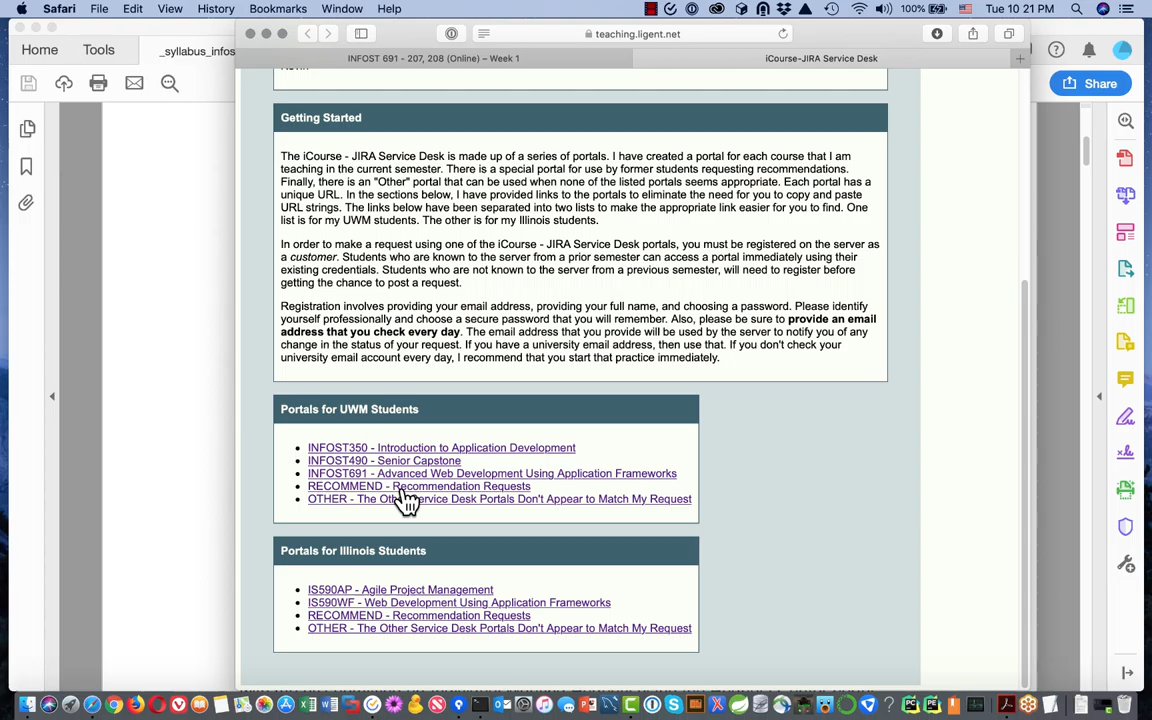 Safari File Edit View History Bookmarks Window Help 100% Tue 10 21 PM
Home Tools _syllabus_infos
teaching.ligent.net
Share
INFOST 691 - 207, 208 (Online) – Week 1
iCourse-JIRA Service Desk
Getting Started
The iCourse - JIRA Service Desk is made up of a series of portals. I have created a portal for each course that I am
teaching in the current semester. There is a special portal for use by former students requesting recommendations.
Finally, there is an "Other" portal that can be used when none of the listed portals seems appropriate. Each portal has a
unique URL. In the sections below, I have provided links to the portals to eliminate the need for you to copy and paste
URL strings. The links below have been separated into two lists to make the appropriate link easier for you to find. One
list is for my UWM students. The other is for my Illinois students.
In order to make a request using one of the iCourse - JIRA Service Desk portals, you must be registered on the server as
a customer. Students who are known to the server from a prior semester can access a portal immediately using their
existing credentials. Students who are not known to the server from a previous semester, will need to register before
getting the chance to post a request.
Registration involves providing your email address, providing your full name, and choosing a password. Please identify
yourself professionally and choose a secure password that you will remember. Also, please be sure to provide an email
address that you check every day. The email address that you provide will be used by the server to notify you of any
change in the status of your request. If you have a university email address, then use that. If you don't check your
university email account every day, I recommend that you start that practice immediately.
Portals for UWM Students
INFOST350 - Introduction to Application Development
INFOST490 - Senior Capstone
INFOST691 - Advanced Web Development Using Application Frameworks
RECOMMEND - Recommendation Requests
OTHER - The Other Service Desk Portals Don't Appear to Match My Request
Portals for Illinois Students
IS590AP - Agile Project Management
IS590WF - Web Development Using Application Frameworks
RECOMMEND - Recommendation Requests
OTHER - The Other Service Desk Portals Don't Appear to Match My Request